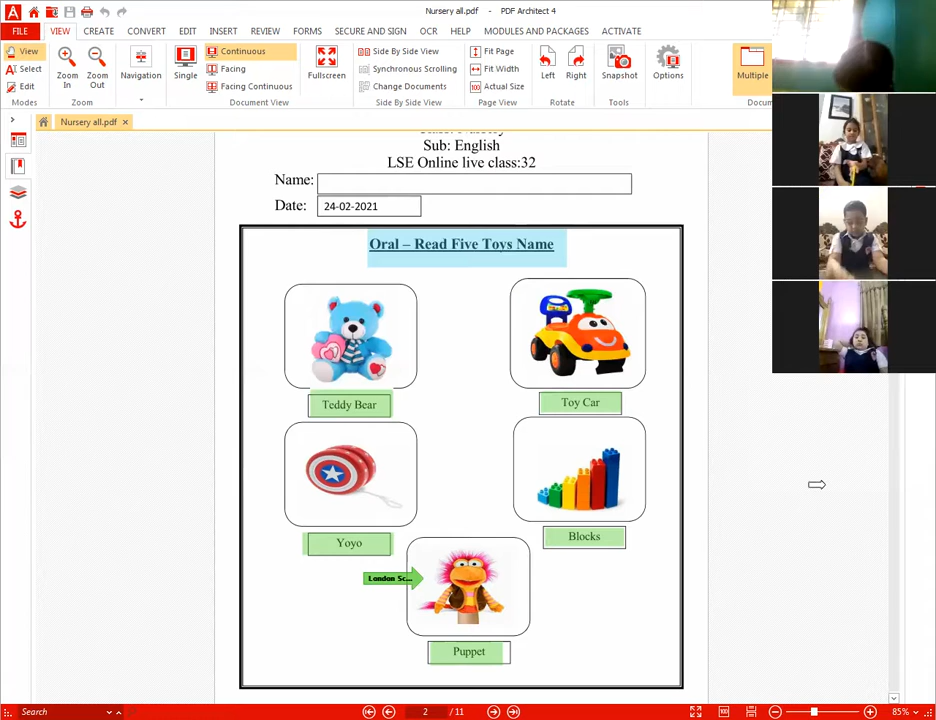 Nursery all.pdf - PDF Architect 4
FILE VIEW CREATE CONVERT EDIT INSERT REVIEW FORMS SECURE AND SIGN OCR HELP MODULES AND PACKAGES ACTIVATE
View
Select
Edit
Modes
Zoom In
Zoom Out
Zoom
Navigation
Single
Continuous
Facing
Facing Continuous
Document View
Fullscreen
Side By Side View
Synchronous Scrolling
Change Documents
Side By Side View
Fit Page
Fit Width
Actual Size
Page View
Left
Right
Rotate
Snapshot
Tools
Options
Multiple
Nursery all.pdf
Sub: English
LSE Online live class:32
Name:
Date: 24-02-2021
Oral – Read Five Toys Name
Teddy Bear
Toy Car
Yoyo
Blocks
London Sc...
Puppet
Search
2 / 11
85%